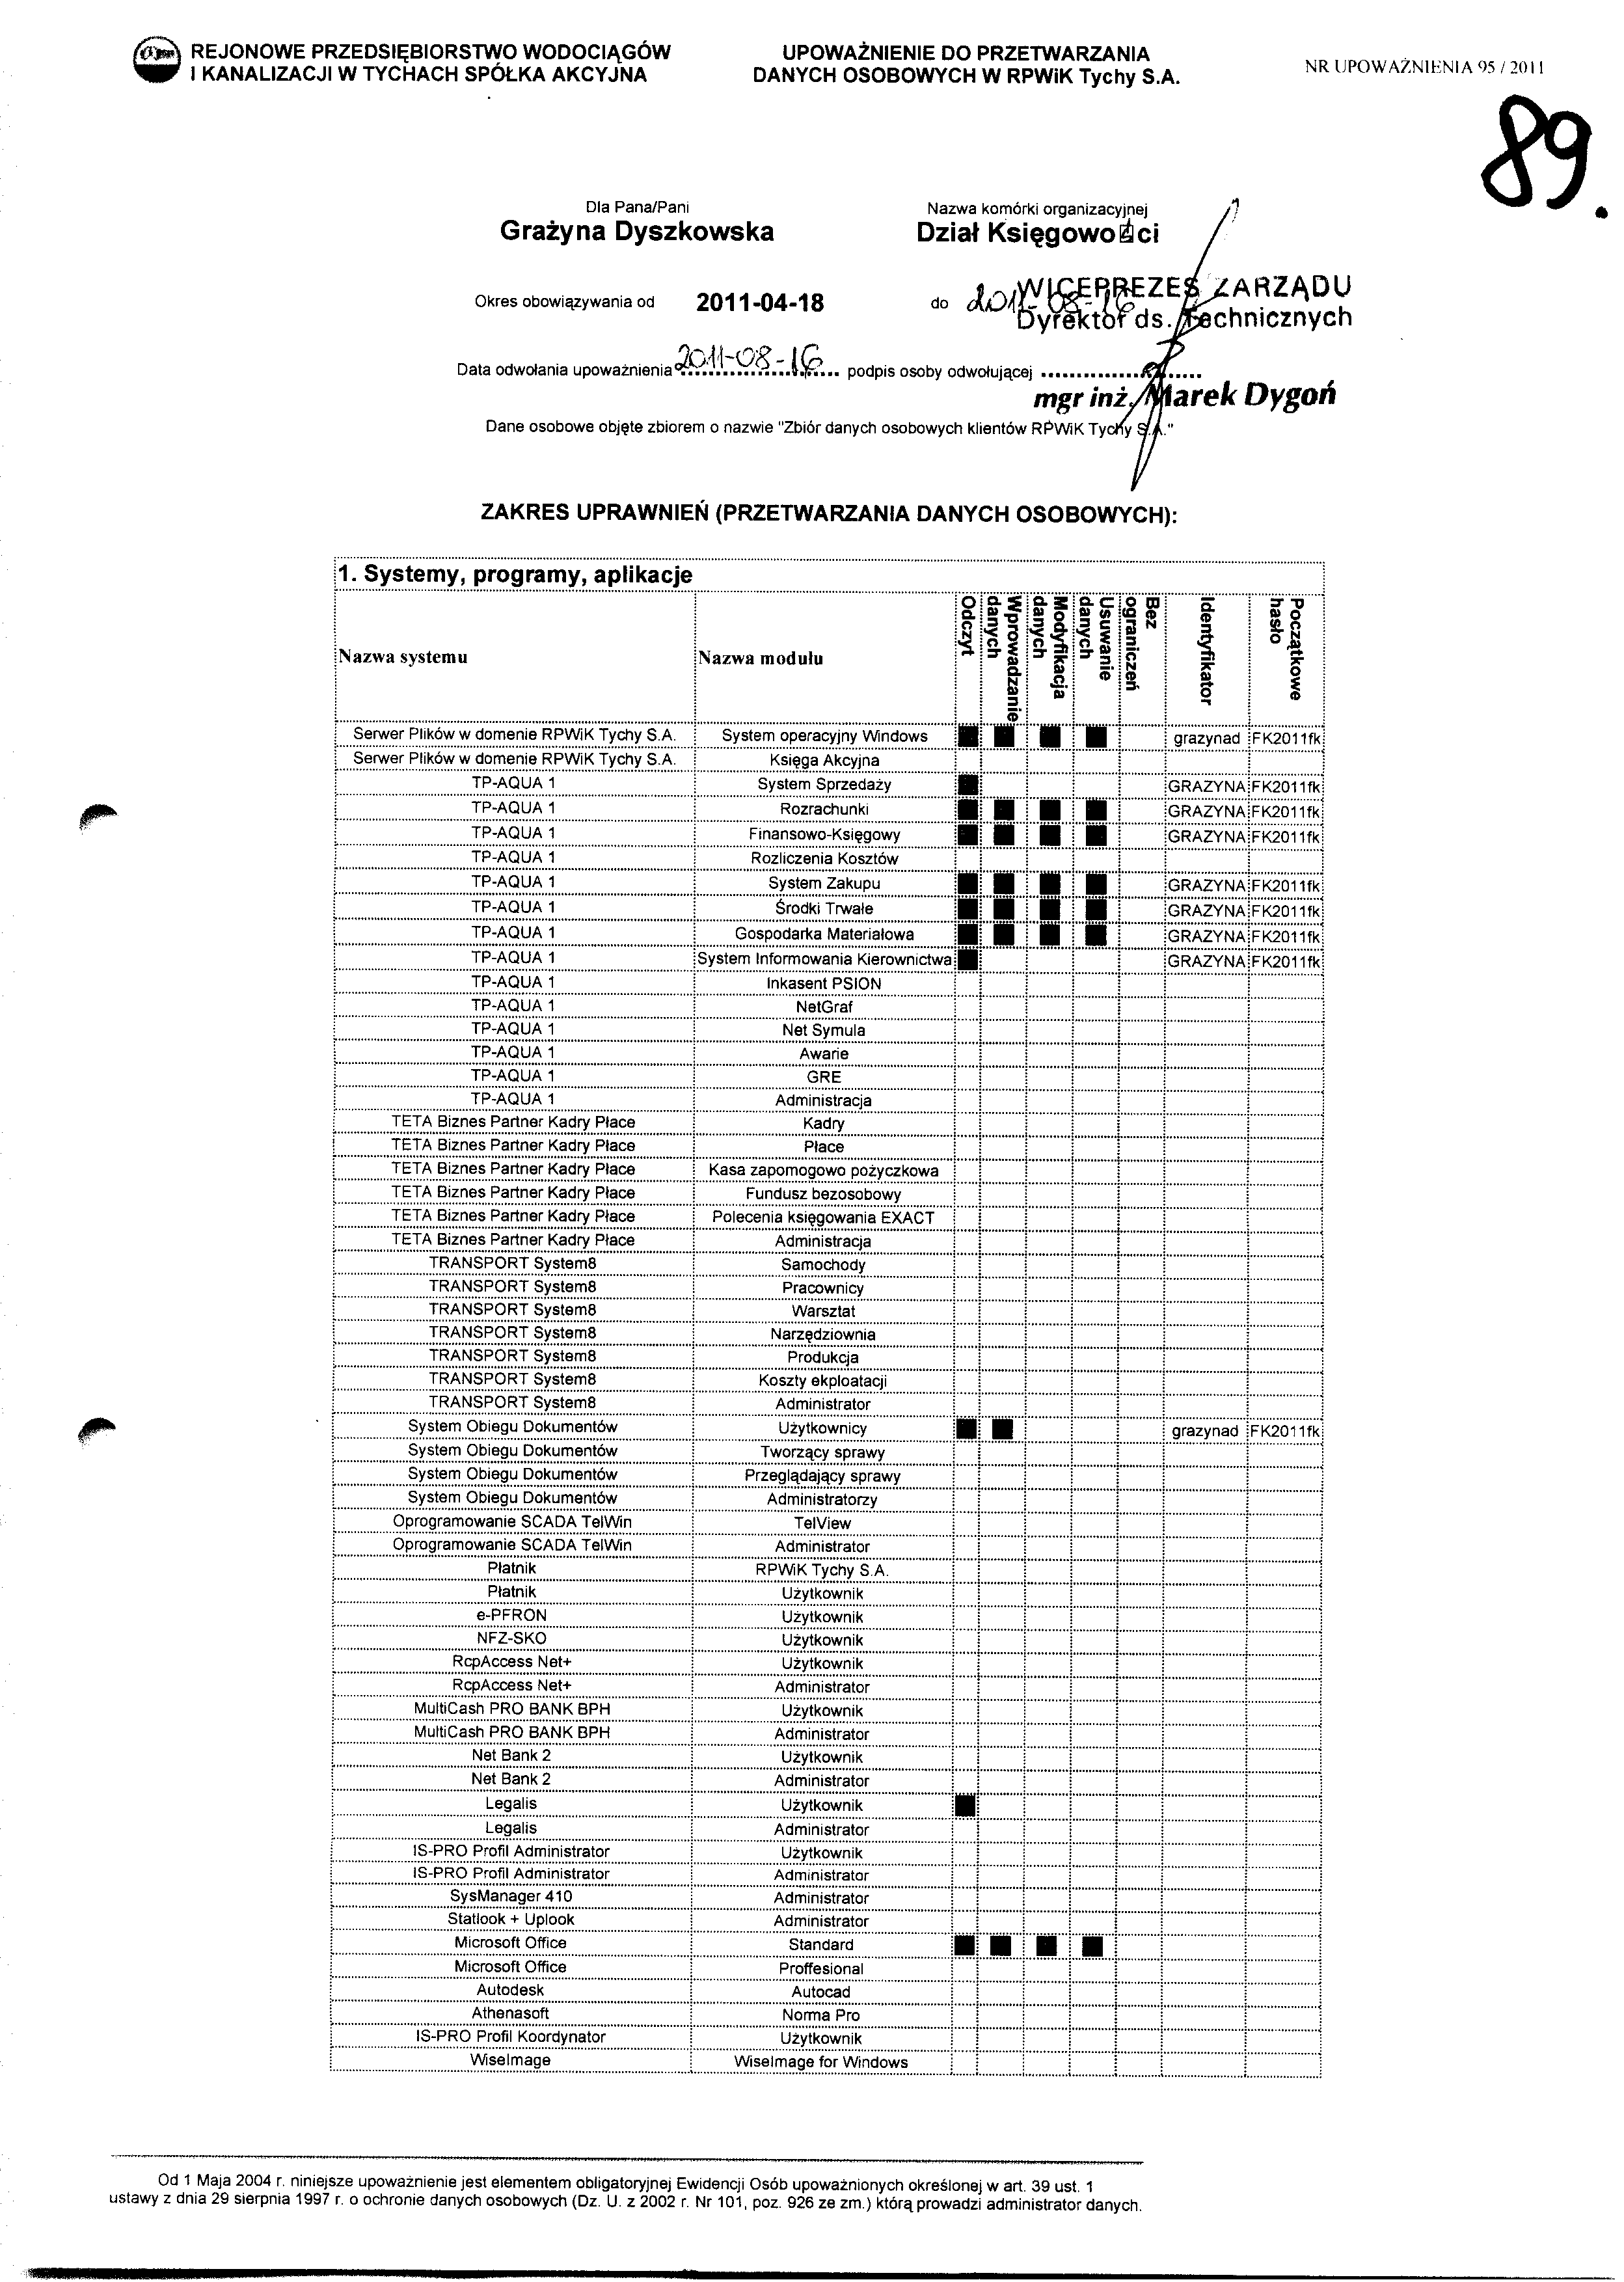 REJONOWE PRZEDSIĘBIORSTWO WODOCIĄGÓW
I KANALIZACJI W TYCHACH SPÓŁKA AKCYJNA
UPOWAŻNIENIE DO PRZETWARZANIA
DANYCH OSOBOWYCH W RPWiK Tychy S.A.
NR UPOWAŻNIENIA 95 / 2011
89.
Dla Pana/Pani
Grażyna Dyszkowska
Nazwa komórki organizacyjnej
Dział Księgowości
Okres obowiązywania od 2011-04-18 do 2011-08-16
WICEPREZES ZARZĄDU
Dyrektor ds. Technicznych
Data odwołania upoważnienia 2011-08-16 podpis osoby odwołującej
mgr inż. Marek Dygoń
Dane osobowe objęte zbiorem o nazwie "Zbiór danych osobowych klientów RPWiK Tychy S.A."
ZAKRES UPRAWNIEŃ (PRZETWARZANIA DANYCH OSOBOWYCH):
1. Systemy, programy, aplikacje
Nazwa systemu Nazwa modułu Odczyt Wprowadzanie danych Modyfikacja danych Usuwanie danych Bez ograniczeń Identyfikator Początkowe hasło
Serwer Plików w domenie RPWiK Tychy S.A. System operacyjny Windows ■ ■ ■ ■ grazynad FK2011fk
Serwer Plików w domenie RPWiK Tychy S.A. Księga Akcyjna
TP-AQUA 1 System Sprzedaży ■ GRAZYNA FK2011fk
TP-AQUA 1 Rozrachunki ■ ■ ■ ■ GRAZYNA FK2011fk
TP-AQUA 1 Finansowo-Księgowy ■ ■ ■ ■ GRAZYNA FK2011fk
TP-AQUA 1 Rozliczenia Kosztów
TP-AQUA 1 System Zakupu ■ ■ ■ ■ GRAZYNA FK2011fk
TP-AQUA 1 Środki Trwałe ■ ■ ■ ■ GRAZYNA FK2011fk
TP-AQUA 1 Gospodarka Materiałowa ■ ■ ■ ■ GRAZYNA FK2011fk
TP-AQUA 1 System Informowania Kierownictwa ■ GRAZYNA FK2011fk
TP-AQUA 1 Inkasent PSION
TP-AQUA 1 NetGraf
TP-AQUA 1 Net Symula
TP-AQUA 1 Awarie
TP-AQUA 1 GRE
TP-AQUA 1 Administracja
TETA Biznes Partner Kadry Płace Kadry
TETA Biznes Partner Kadry Płace Płace
TETA Biznes Partner Kadry Płace Kasa zapomogowo pożyczkowa
TETA Biznes Partner Kadry Płace Fundusz bezosobowy
TETA Biznes Partner Kadry Płace Polecenia księgowania EXACT
TETA Biznes Partner Kadry Płace Administracja
TRANSPORT System8 Samochody
TRANSPORT System8 Pracownicy
TRANSPORT System8 Warsztat
TRANSPORT System8 Narzędziownia
TRANSPORT System8 Produkcja
TRANSPORT System8 Koszty ekploatacji
TRANSPORT System8 Administrator
System Obiegu Dokumentów Użytkownicy ■ ■ grazynad FK2011fk
System Obiegu Dokumentów Tworzący sprawy
System Obiegu Dokumentów Przeglądający sprawy
System Obiegu Dokumentów Administratorzy
Oprogramowanie SCADA TelWin TelView
Oprogramowanie SCADA TelWin Administrator
Płatnik RPWiK Tychy S.A.
Płatnik Użytkownik
e-PFRON Użytkownik
NFZ-SKO Użytkownik
RcpAccess Net+ Użytkownik
RcpAccess Net+ Administrator
MultiCash PRO BANK BPH Użytkownik
MultiCash PRO BANK BPH Administrator
Net Bank 2 Użytkownik
Net Bank 2 Administrator
Legalis Użytkownik ■
Legalis Administrator
IS-PRO Profil Administrator Użytkownik
IS-PRO Profil Administrator Administrator
SysManager 410 Administrator
Statlook + Uplook Administrator
Microsoft Office Standard ■ ■ ■ ■
Microsoft Office Proffesional
Autodesk Autocad
Athenasoft Norma Pro
IS-PRO Profil Koordynator Użytkownik
WiseImage WiseImage for Windows
Od 1 Maja 2004 r. niniejsze upoważnienie jest elementem obligatoryjnej Ewidencji Osób upoważnionych określonej w art. 39 ust. 1
ustawy z dnia 29 sierpnia 1997 r. o ochronie danych osobowych (Dz. U. z 2002 r. Nr 101, poz. 926 ze zm.) którą prowadzi administrator danych.